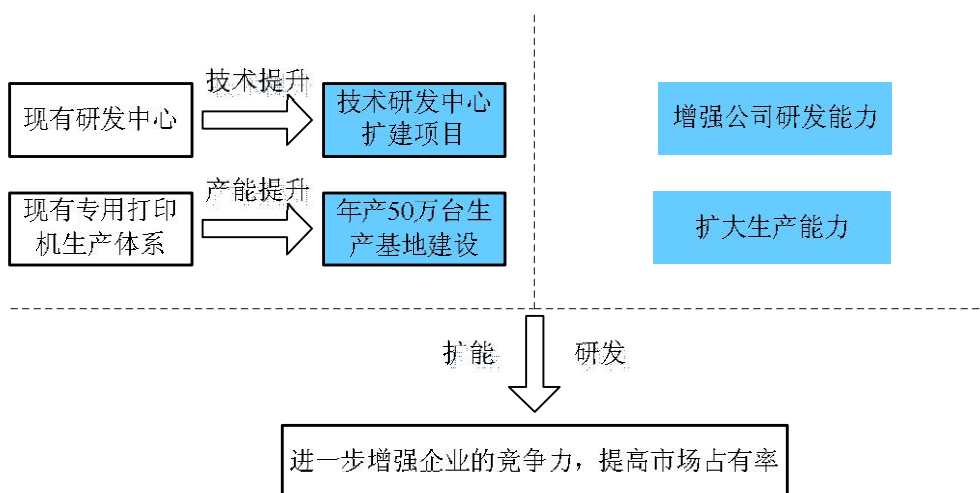 技术提升
现有研发中心
技术研发中心
扩建项目
增强公司研发能力
产能提升
现有专用打印
机生产体系
年产50万台生
产基地建设
扩大生产能力
扩能
研发
进一步增强企业的竞争力，提高市场占有率